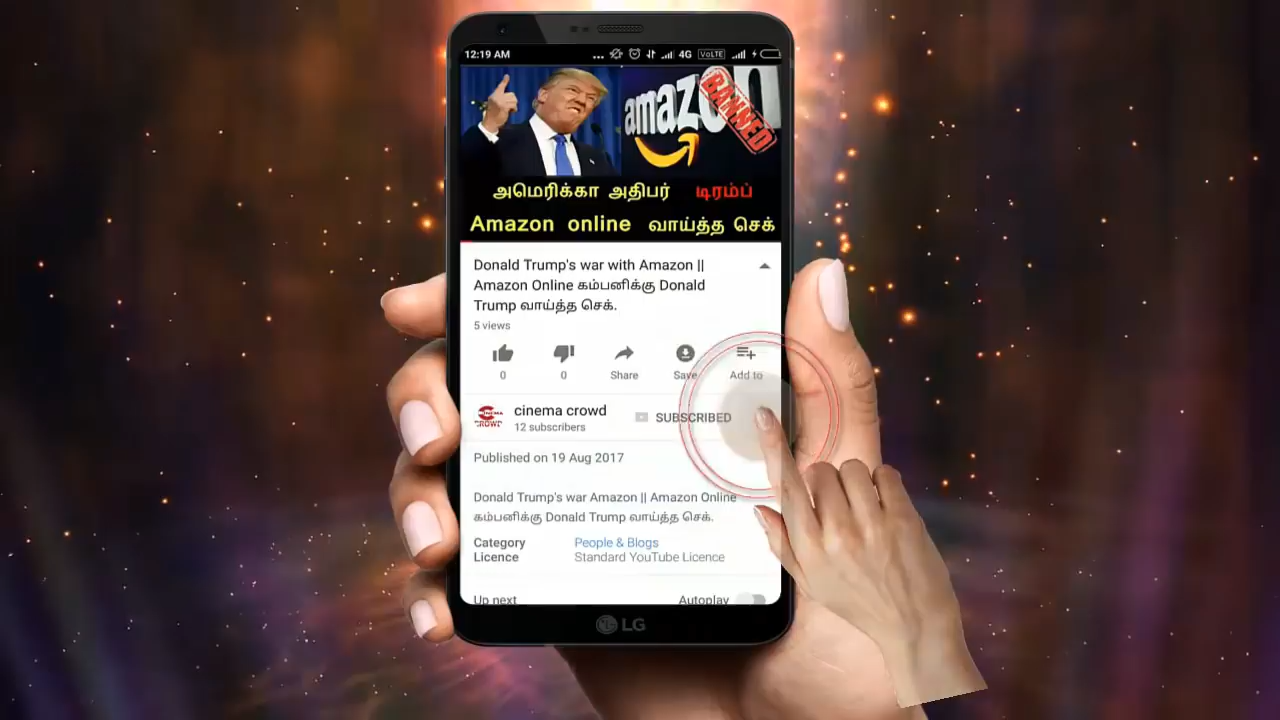 12:19 AM
4G VoLTE
amazon
BANNED
அமெரிக்கா அதிபர் டிரம்ப்
Amazon online வாய்த்த செக்
Donald Trump's war with Amazon ||
Amazon Online கம்பனிக்கு Donald
Trump வாய்த்த செக்.
5 views
0 0 Share Save Add to
CINEMA CROWD
cinema crowd
SUBSCRIBED
12 subscribers
Published on 19 Aug 2017
Donald Trump's war Amazon || Amazon Online
கம்பனிக்கு Donald Trump வாய்த்த செக்.
Category People & Blogs
Licence Standard YouTube Licence
Up next Autoplay
LG